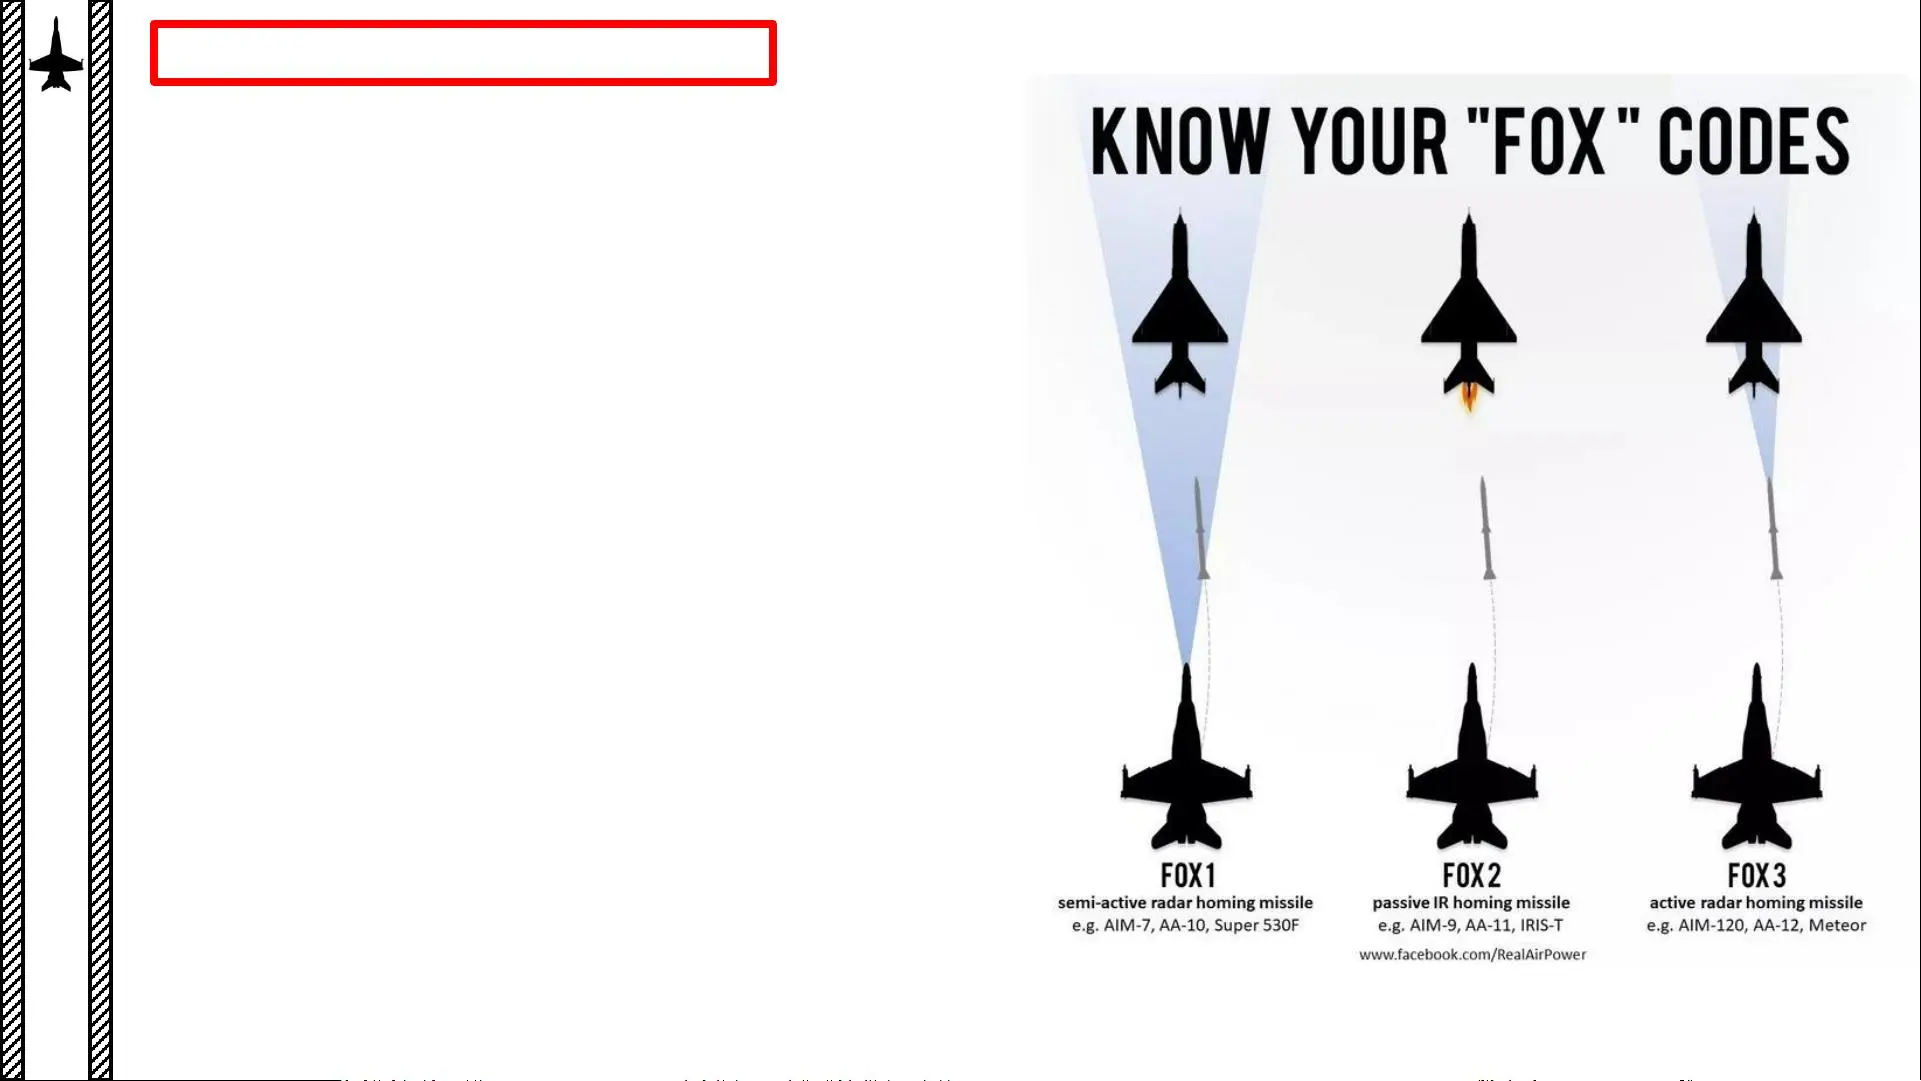 KNOW YOUR "FOX" CODES
FOX 1
semi-active radar homing missile
e.g. AIM-7, AA-10, Super 530F
FOX 2
passive IR homing missile
e.g. AIM-9, AA-11, IRIS-T
www.facebook.com/RealAirPower
FOX 3
active radar homing missile
e.g. AIM-120, AA-12, Meteor